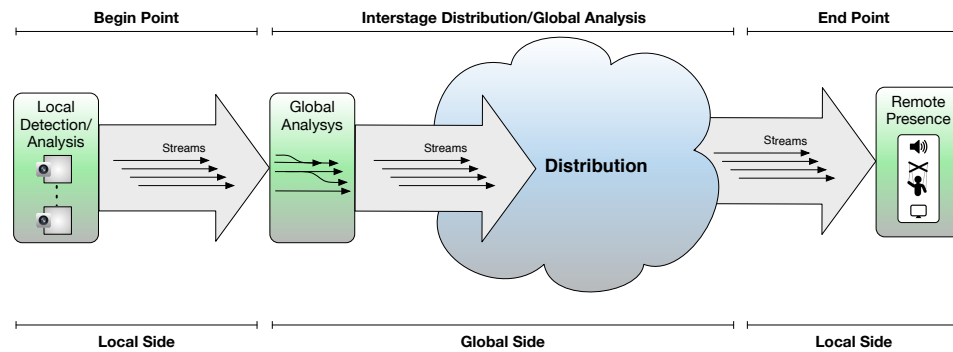 Begin Point
Interstage Distribution/Global Analysis
End Point
Local
Detection/
Analysis
Streams
Global
Analysys
Streams
Distribution
Streams
Remote
Presence
Local Side
Global Side
Local Side